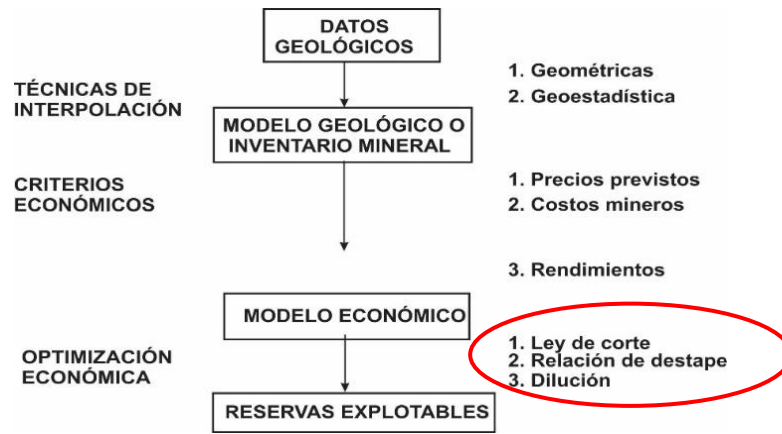 DATOS
GEOLÓGICOS
TÉCNICAS DE
INTERPOLACIÓN
1. Geométricas
2. Geoestadística
MODELO GEOLÓGICO O
INVENTARIO MINERAL
CRITERIOS
ECONÓMICOS
1. Precios previstos
2. Costos mineros
3. Rendimientos
MODELO ECONÓMICO
OPTIMIZACIÓN
ECONÓMICA
1. Ley de corte
2. Relación de destape
3. Dilución
RESERVAS EXPLOTABLES